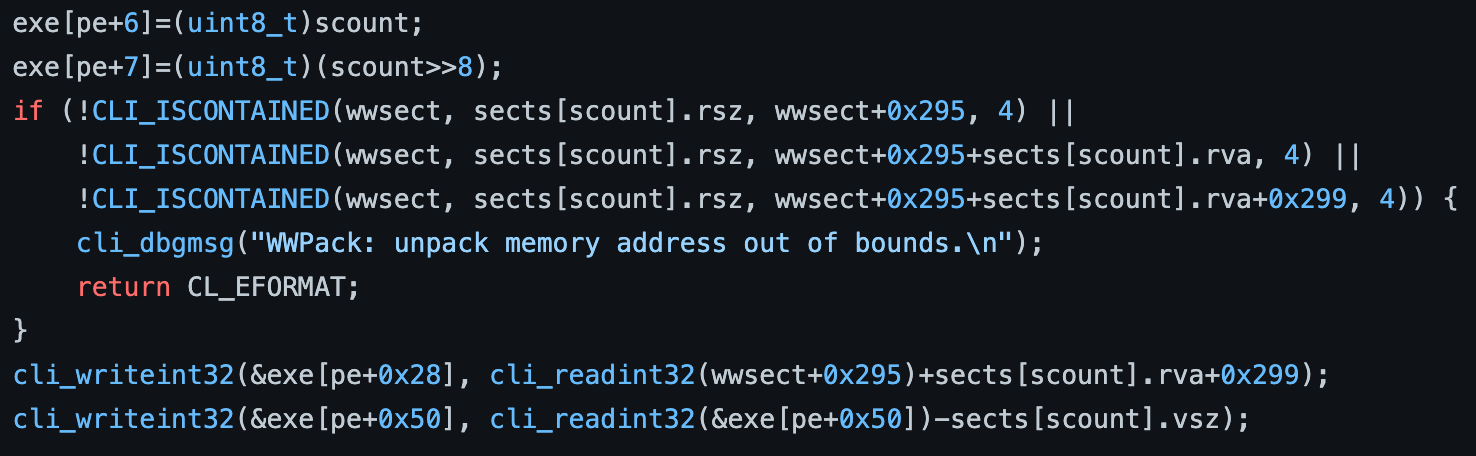 exe[pe+6]=(uint8_t)scount;
exe[pe+7]=(uint8_t)(scount>>8);
if (!CLI_ISCONTAINED(wwsect, sects[scount].rsz, wwsect+0x295, 4) ||
    !CLI_ISCONTAINED(wwsect, sects[scount].rsz, wwsect+0x295+sects[scount].rva, 4) ||
    !CLI_ISCONTAINED(wwsect, sects[scount].rsz, wwsect+0x295+sects[scount].rva+0x299, 4)) {
    cli_dbgmsg("WWPack: unpack memory address out of bounds.\n");
    return CL_EFORMAT;
}
cli_writeint32(&exe[pe+0x28], cli_readint32(wwsect+0x295)+sects[scount].rva+0x299);
cli_writeint32(&exe[pe+0x50], cli_readint32(&exe[pe+0x50])-sects[scount].vsz);